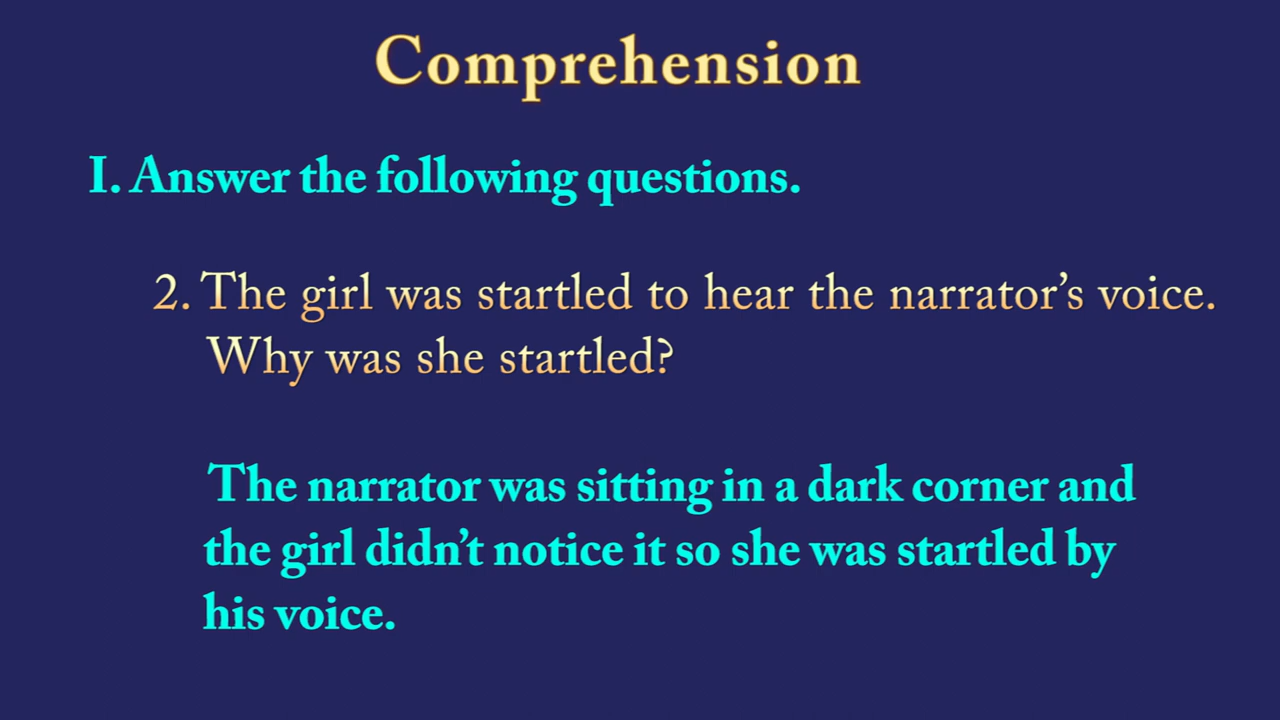 Comprehension
I. Answer the following questions.
2. The girl was startled to hear the narrator’s voice.
Why was she startled?
The narrator was sitting in a dark corner and
the girl didn’t notice it so she was startled by
his voice.